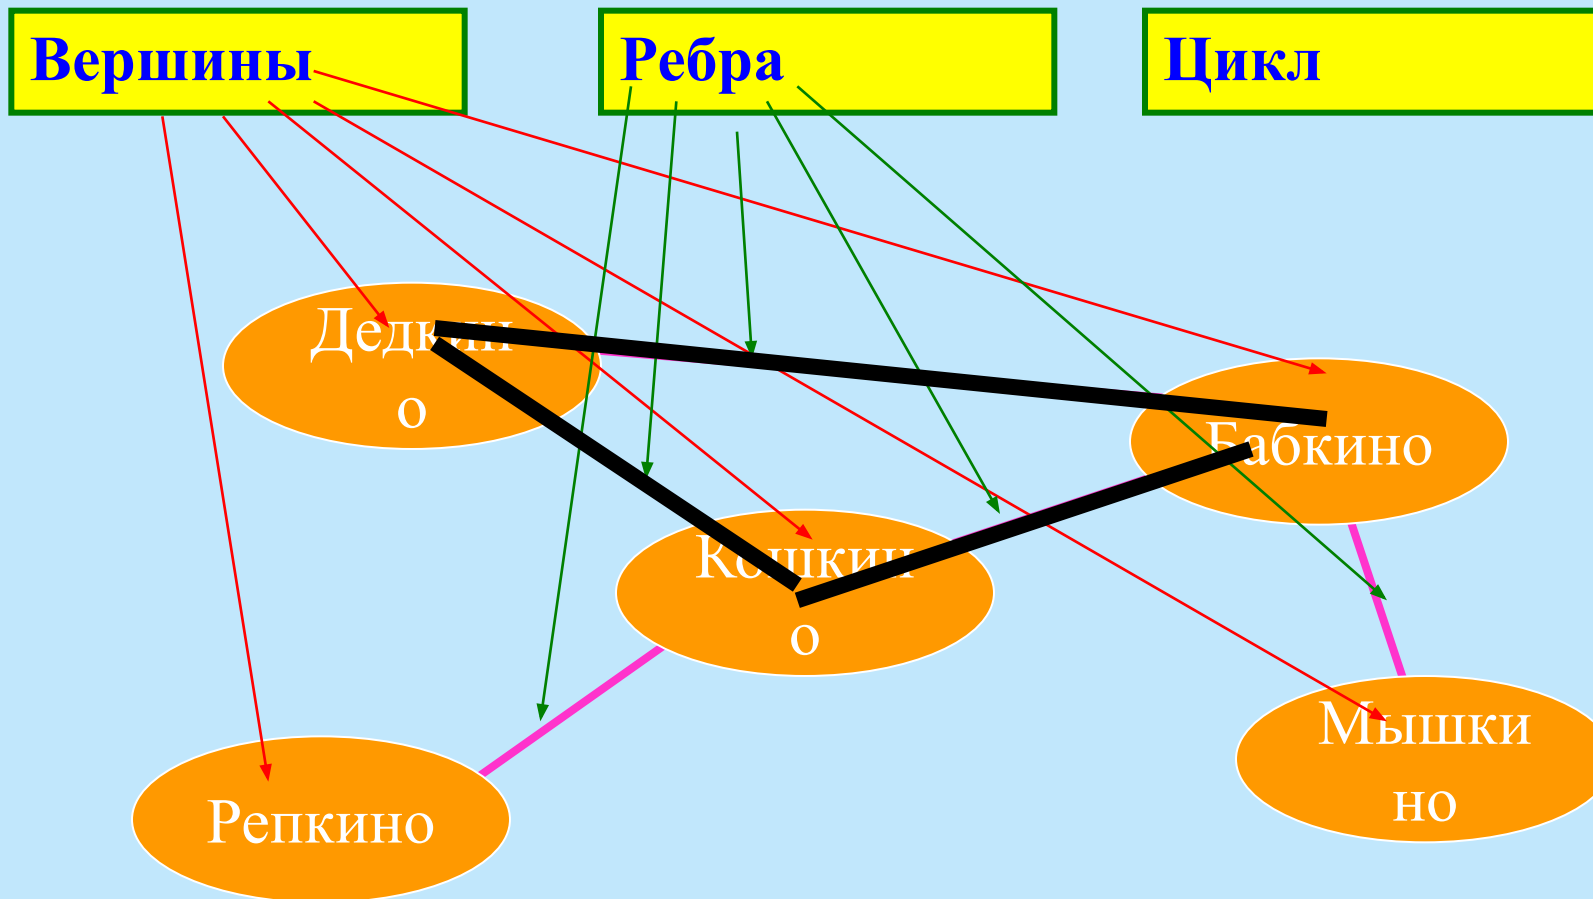 Вершины
Ребра
Цикл
Дедкин
о
Бабкино
Кошкин
о
Мышки
но
Репкино